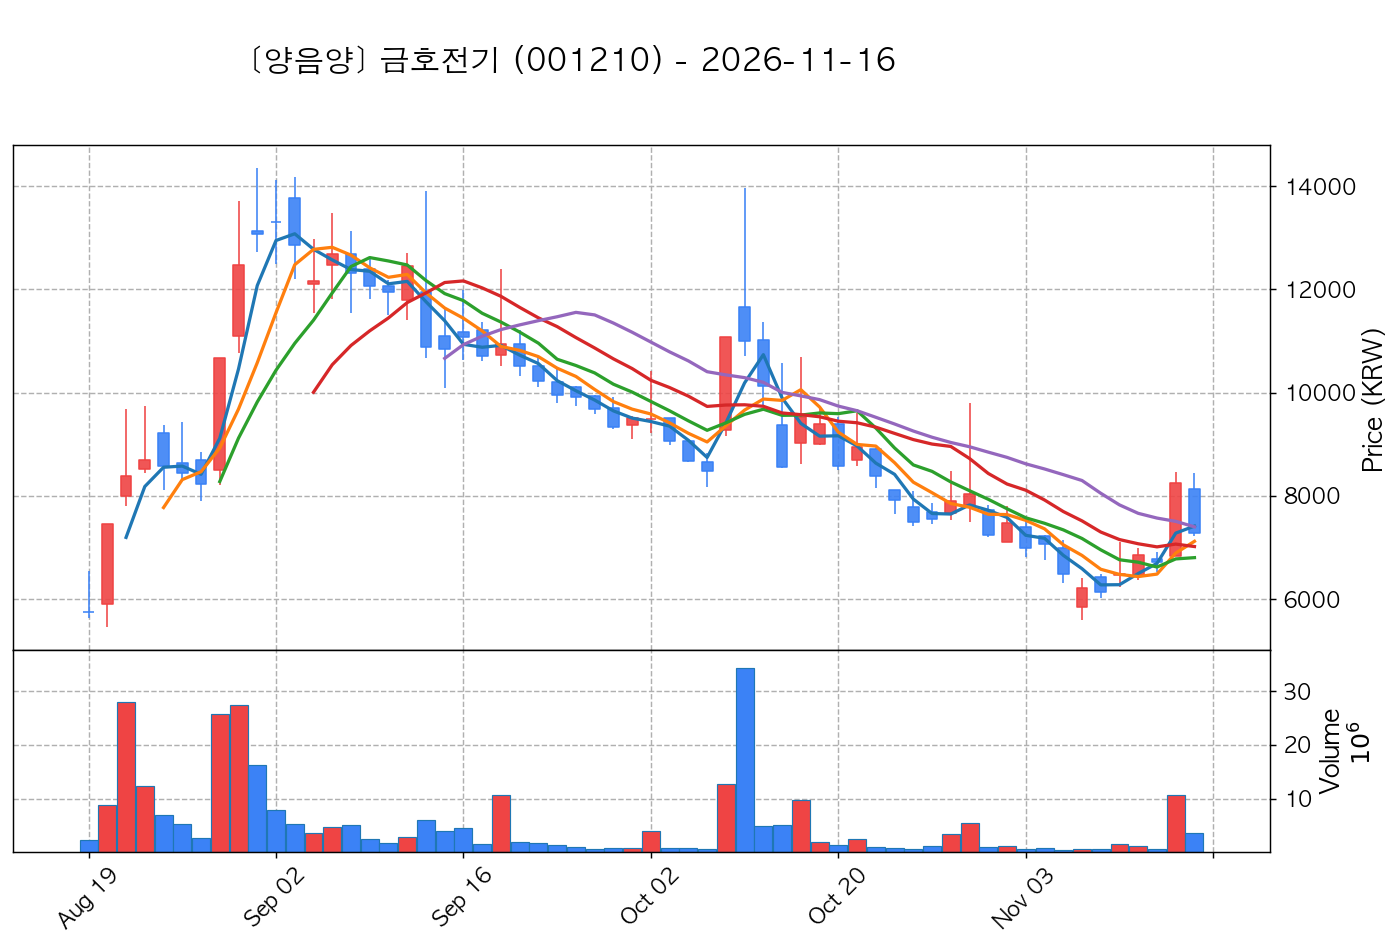 〔양음양〕 금호전기 (001210) - 2026-11-16
14000
12000
10000
8000
6000
Price (KRW)
30
20
10
Volume
10⁶
Aug 19
Sep 02
Sep 16
Oct 02
Oct 20
Nov 03